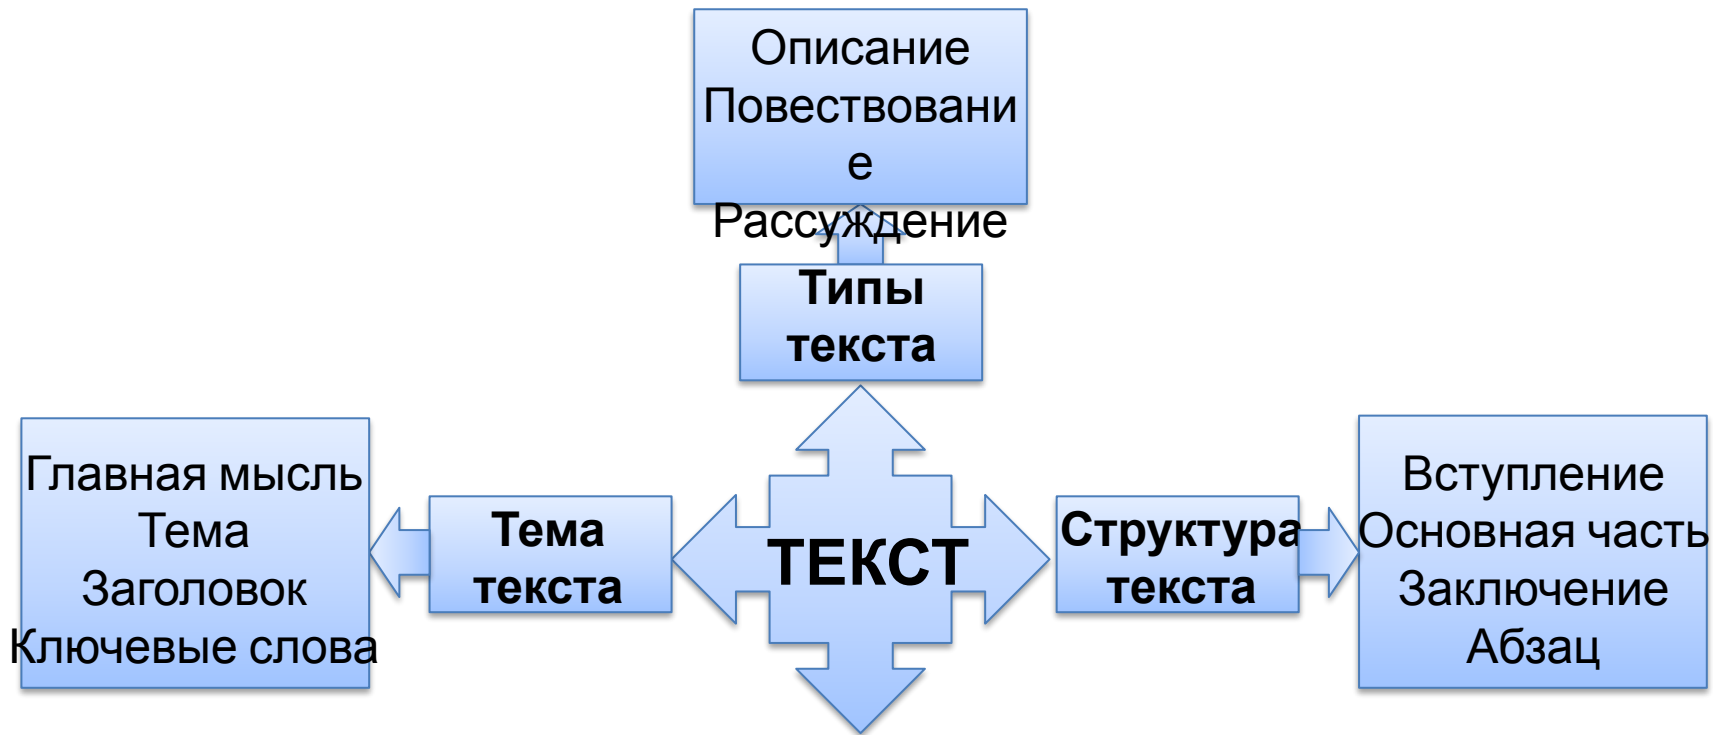 Описание
Повествовани
е
Рассуждение
Типы
текста
Главная мысль
Тема
Заголовок
Ключевые слова
Тема
текста
ТЕКСТ
Структура
текста
Вступление
Основная часть
Заключение
Абзац